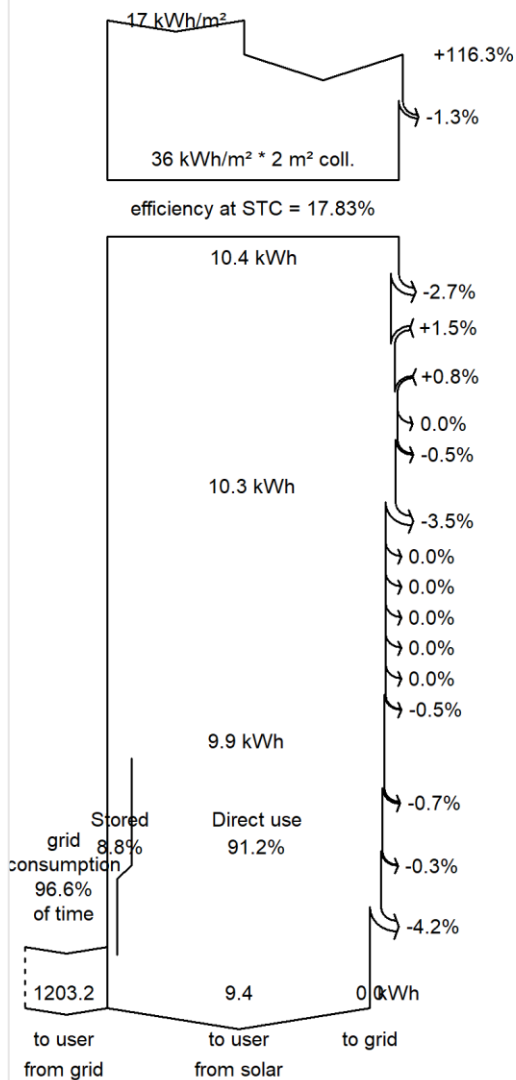 17 kWh/m²
+116.3%
-1.3%
36 kWh/m² * 2 m² coll.
efficiency at STC = 17.83%
10.4 kWh
-2.7%
+1.5%
+0.8%
0.0%
-0.5%
10.3 kWh
-3.5%
0.0%
0.0%
0.0%
0.0%
0.0%
-0.5%
9.9 kWh
-0.7%
Stored
8.8%
Direct use
91.2%
grid
consumption
96.6%
of time
-0.3%
-4.2%
1203.2
9.4
0.0 kWh
to user
from grid
to user
from solar
to grid